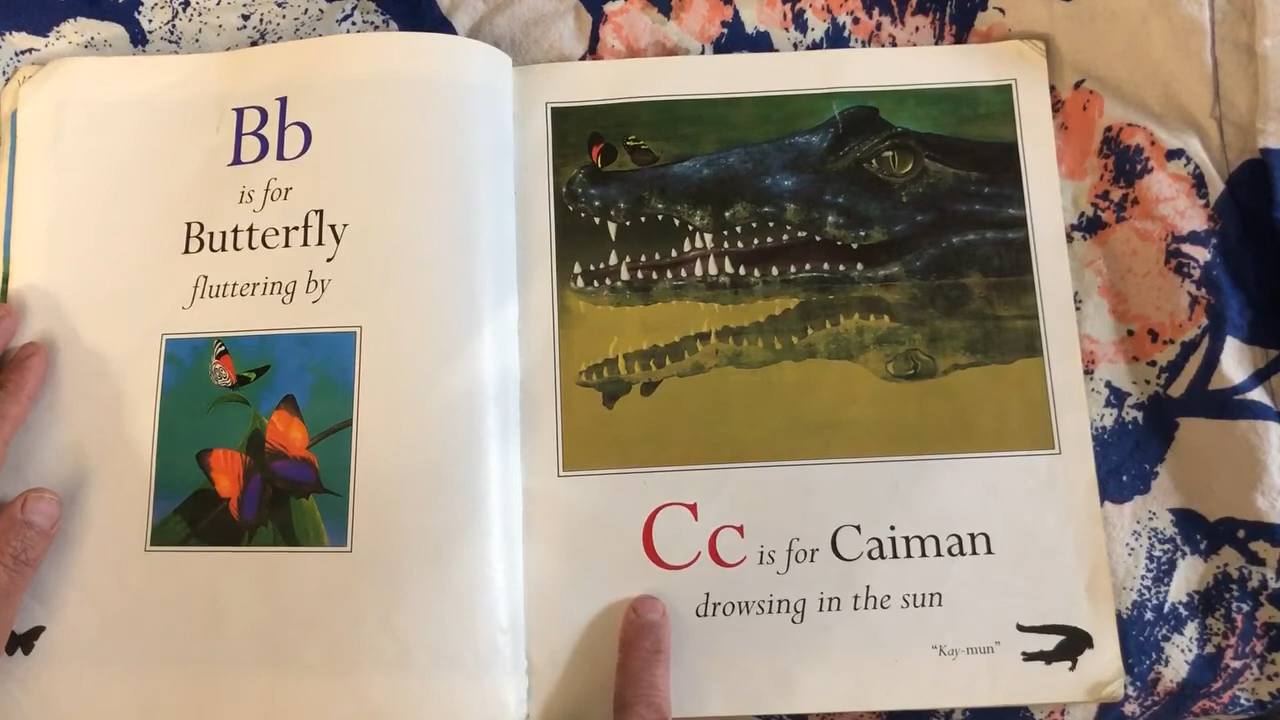 Bb
is for
Butterfly
fluttering by
Cc is for Caiman
drowsing in the sun
“Kay-mun”